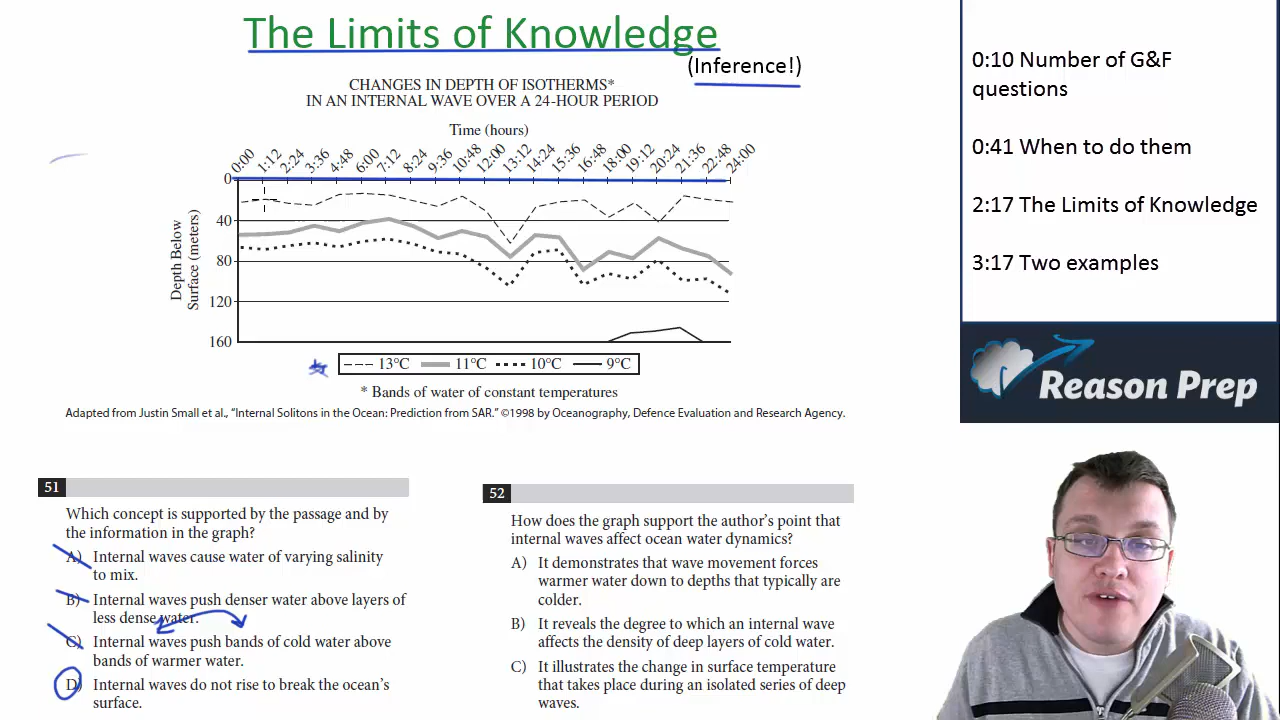 The Limits of Knowledge
(Inference!)
CHANGES IN DEPTH OF ISOTHERMS*
IN AN INTERNAL WAVE OVER A 24-HOUR PERIOD
Time (hours)
0:00 1:12 2:24 3:36 4:48 6:00 7:12 8:24 9:36 10:48 12:00 13:12 14:24 15:36 16:48 18:00 19:12 20:24 21:36 22:48 24:00
Depth Below
Surface (meters)
0
40
80
120
160
13°C 11°C 10°C 9°C
* Bands of water of constant temperatures
Adapted from Justin Small et al., “Internal Solitons in the Ocean: Prediction from SAR.” ©1998 by Oceanography, Defence Evaluation and Research Agency.
51
Which concept is supported by the passage and by
the information in the graph?
A) Internal waves cause water of varying salinity
to mix.
B) Internal waves push denser water above layers of
less dense water.
C) Internal waves push bands of cold water above
bands of warmer water.
D) Internal waves do not rise to break the ocean’s
surface.
52
How does the graph support the author’s point that
internal waves affect ocean water dynamics?
A) It demonstrates that wave movement forces
warmer water down to depths that typically are
colder.
B) It reveals the degree to which an internal wave
affects the density of deep layers of cold water.
C) It illustrates the change in surface temperature
that takes place during an isolated series of deep
waves.
0:10 Number of G&F
questions
0:41 When to do them
2:17 The Limits of Knowledge
3:17 Two examples
Reason Prep